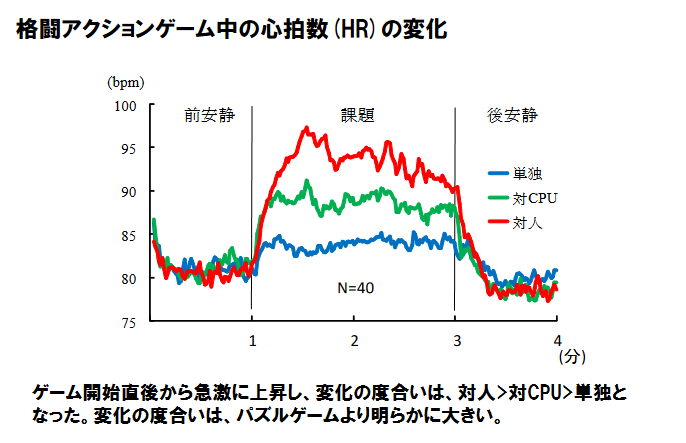 格闘アクションゲーム中の心拍数(HR)の変化
(bpm)
100
95
90
85
80
75
前安静
課題
後安静
単独
対CPU
対人
N=40
1
2
3
4
(分)
ゲーム開始直後から急激に上昇し、変化の度合いは、対人>対CPU>単独と
なった。変化の度合いは、パズルゲームより明らかに大きい。